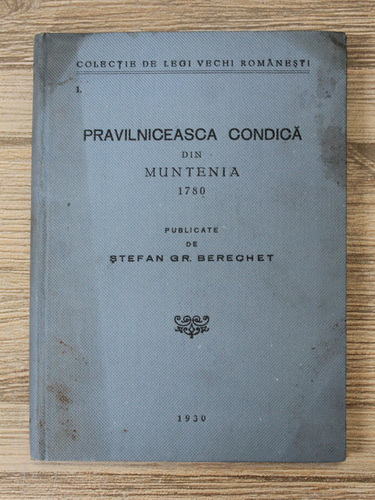 COLECȚIE DE LEGI VECHI ROMÂNEȘTI
I.
PRAVILNICEASCA CONDICĂ
DIN
MUNTENIA
1780
PUBLICATE
DE
ȘTEFAN GR. BERECHET
1930